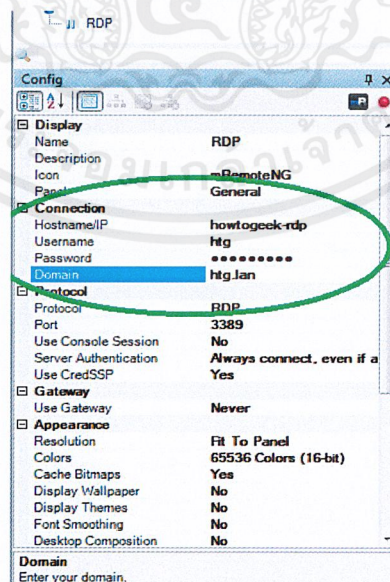 RDP
Config
Display
Name RDP
Description
Icon mRemoteNG
Panel General
Connection
Hostname/IP howtogeek-rdp
Username htg
Password ●●●●●●●●●
Domain htg.lan
Protocol
Protocol RDP
Port 3389
Use Console Session No
Server Authentication Always connect, even if a
Use CredSSP Yes
Gateway
Use Gateway Never
Appearance
Resolution Fit To Panel
Colors 65536 Colors (16-bit)
Cache Bitmaps Yes
Display Wallpaper No
Display Themes No
Font Smoothing No
Desktop Composition No
Domain
Enter your domain.